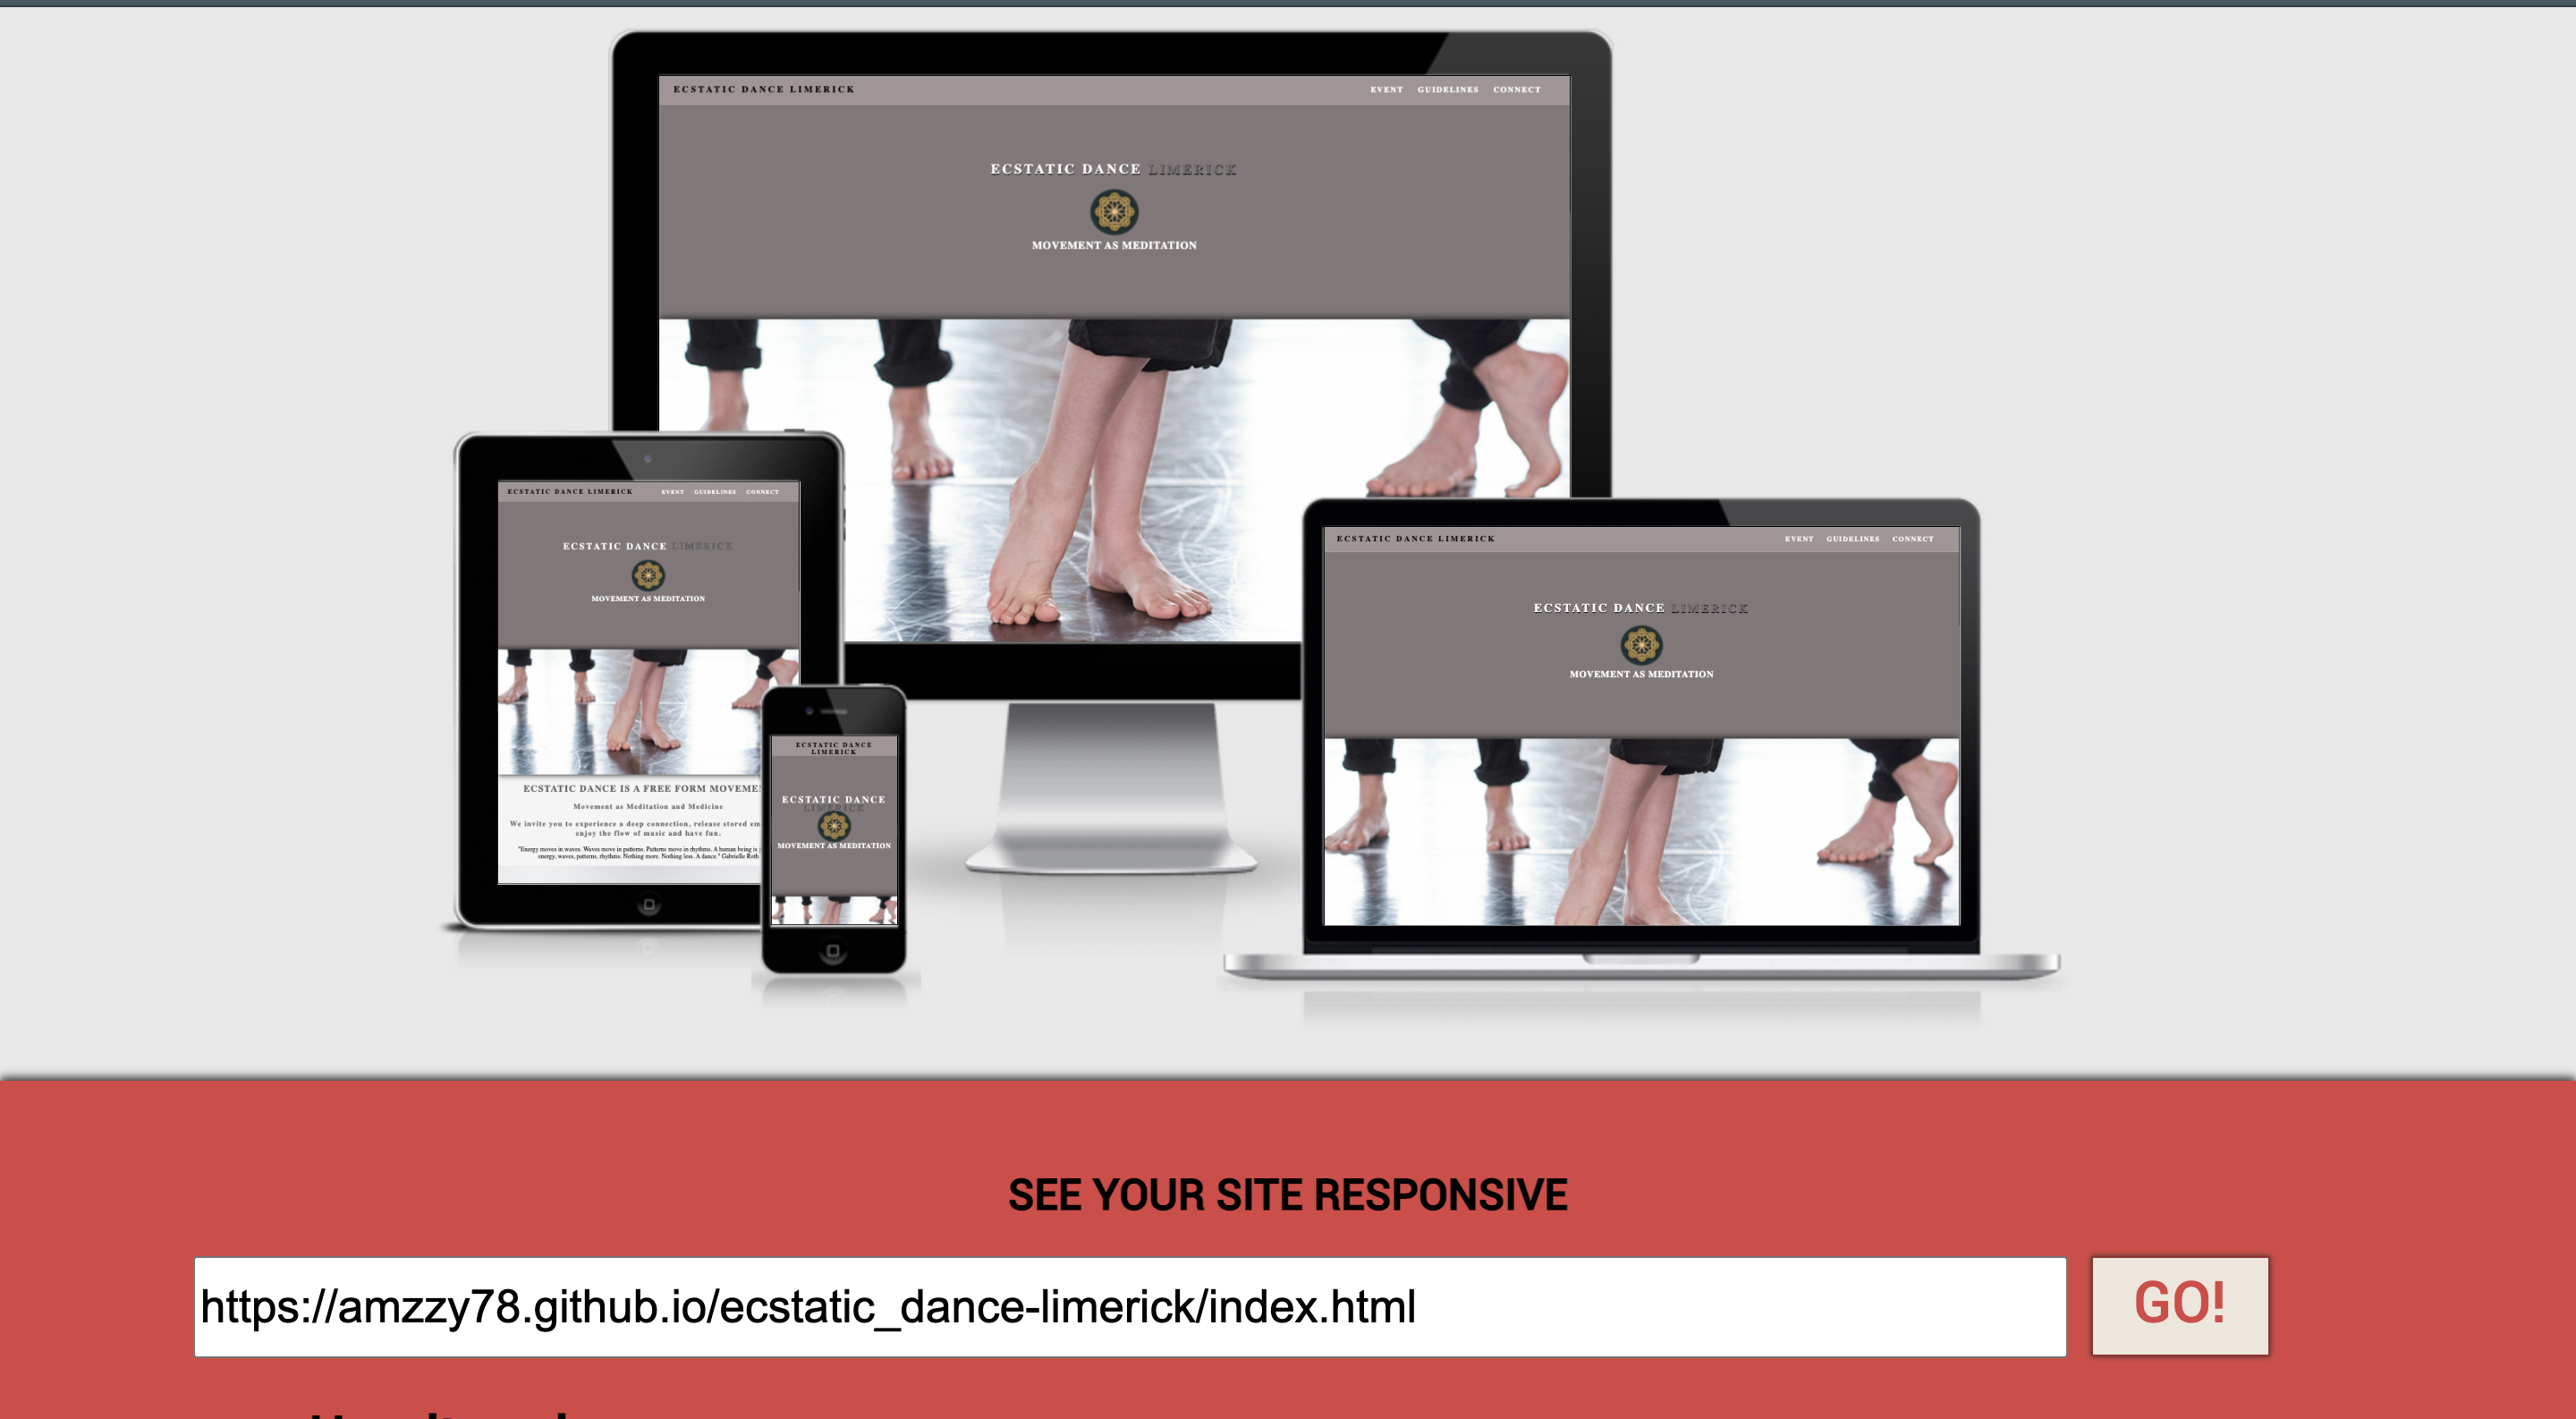 ECSTATIC DANCE LIMERICK
EVENT GUIDELINES CONNECT
ECSTATIC DANCE LIMERICK
MOVEMENT AS MEDITATION
ECSTATIC DANCE LIMERICK
EVENT GUIDELINES CONNECT
ECSTATIC DANCE LIMERICK
MOVEMENT AS MEDITATION
ECSTATIC DANCE IS A FREE FORM
Movement as Meditation and Medicine
We invite you to experience a deep connection, release stored
enjoy the flow of music and have fun.
"Energy moves in waves. Waves move in patterns. Patterns move in rhythms. A human being is
energy, waves, patterns, rhythms. Nothing more. Nothing less. A dance." Gabrielle Roth
ECSTATIC DANCE
LIMERICK
ECSTATIC DANCE
LIMERICK
MOVEMENT AS MEDITATION
ECSTATIC DANCE LIMERICK
EVENT GUIDELINES CONNECT
ECSTATIC DANCE LIMERICK
MOVEMENT AS MEDITATION
SEE YOUR SITE RESPONSIVE
https://amzzy78.github.io/ecstatic_dance-limerick/index.html
GO!